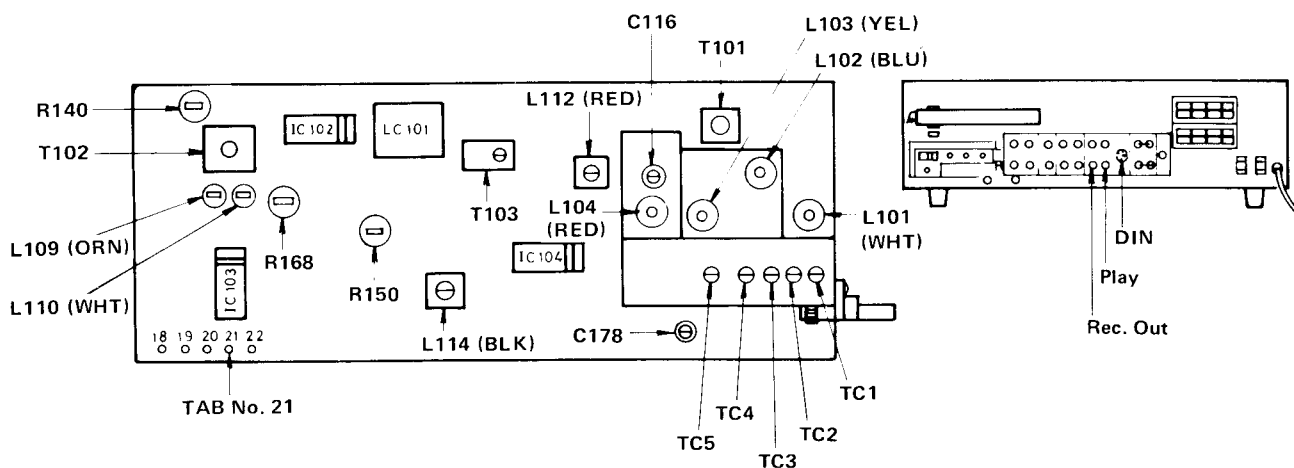 C116
L103 (YEL)
L102 (BLU)
T101
L112 (RED)
R140
T102
IC102
LC101
T103
L104
(RED)
L101
(WHT)
L109 (ORN)
L110 (WHT)
R168
R150
IC103
IC104
L114 (BLK)
C178
18 19 20 21 22
TAB No. 21
TC5
TC4
TC3
TC2
TC1
DIN
Play
Rec. Out